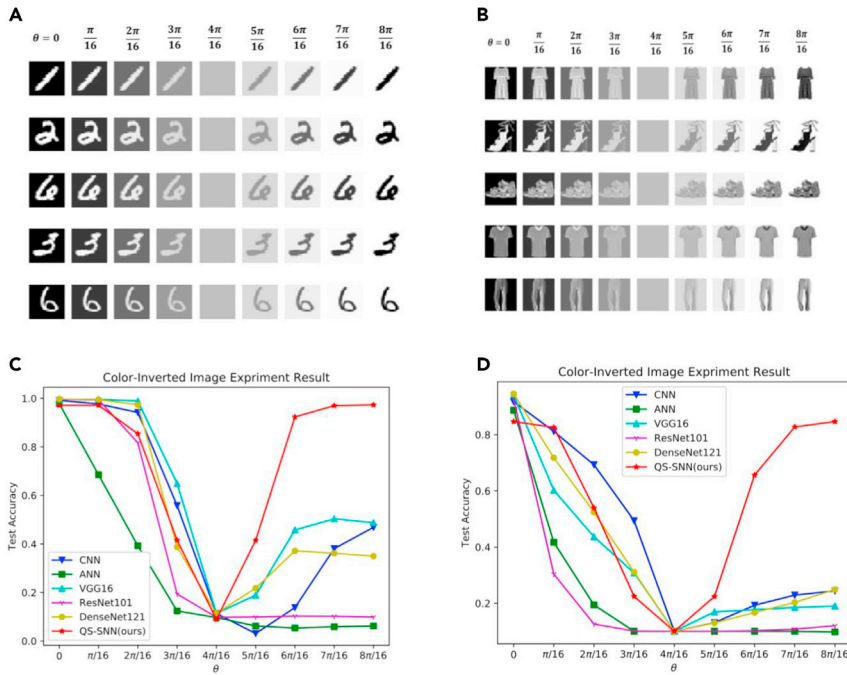 A
θ = 0 π/16 2π/16 3π/16 4π/16 5π/16 6π/16 7π/16 8π/16
B
θ = 0 π/16 2π/16 3π/16 4π/16 5π/16 6π/16 7π/16 8π/16
C
Color-Inverted Image Expriment Result
Test Accuracy
1.0
0.8
0.6
0.4
0.2
0.0
CNN
ANN
VGG16
ResNet101
DenseNet121
QS-SNN(ours)
0 π/16 2π/16 3π/16 4π/16 5π/16 6π/16 7π/16 8π/16
θ
D
Color-Inverted Image Expriment Result
Test Accuracy
0.8
0.6
0.4
0.2
CNN
ANN
VGG16
ResNet101
DenseNet121
QS-SNN(ours)
0 π/16 2π/16 3π/16 4π/16 5π/16 6π/16 7π/16 8π/16
θ